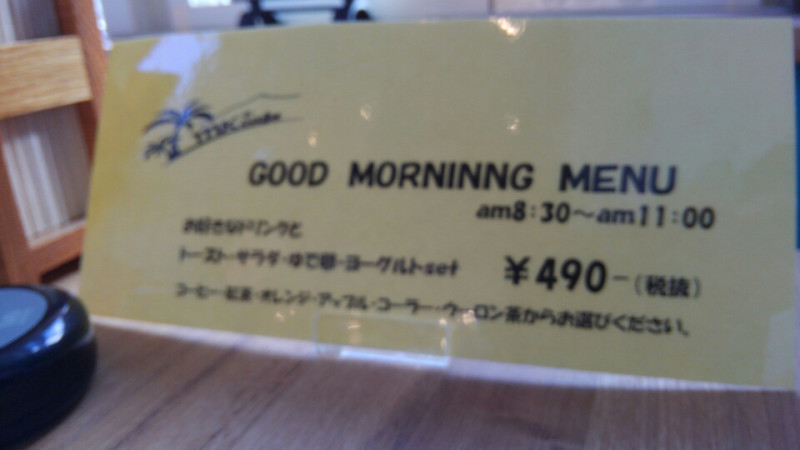 GOOD MORNINNG MENU
am8:30～am11:00
お好きなドリンクと
トースト・サラダ・ゆで卵・ヨーグルトset
￥490-(税抜)
コーヒー・紅茶・オレンジ・アップル・コーラー・ウーロン茶からお選びください。